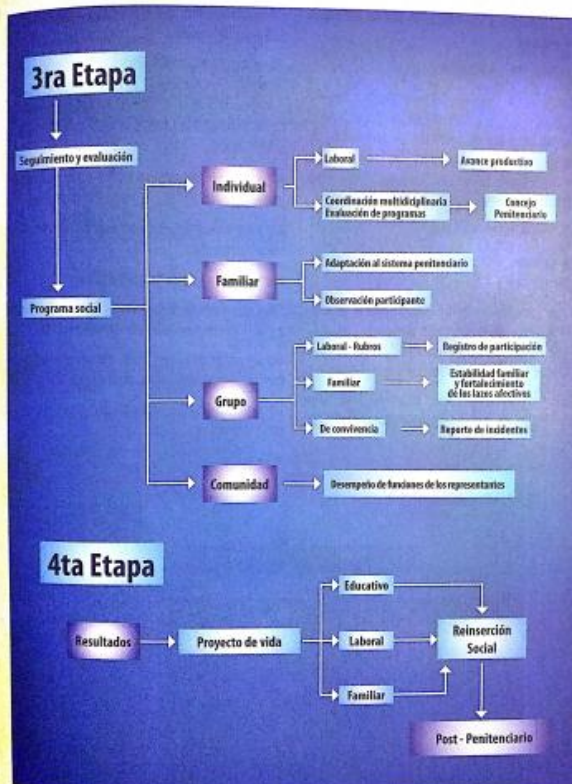 3ra Etapa
Seguimiento y evaluación
Programa social
Individual
Laboral
Avance productivo
Coordinación multidiciplinaria
Evaluación de programas
Concejo
Penitenciario
Familiar
Adaptación al sistema penitenciario
Observación participante
Grupo
Laboral - Rubros
Registro de participación
Familiar
Estabilidad familiar
y fortalecimiento
de los lazos afectivos
De convivencia
Reporte de incidentes
Comunidad
Desempeño de funciones de los representantes
4ta Etapa
Resultados
Proyecto de vida
Educativo
Laboral
Familiar
Reinserción
Social
Post - Penitenciario